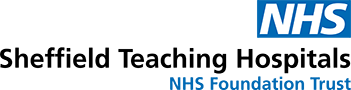 NHS
Sheffield Teaching Hospitals
NHS Foundation Trust